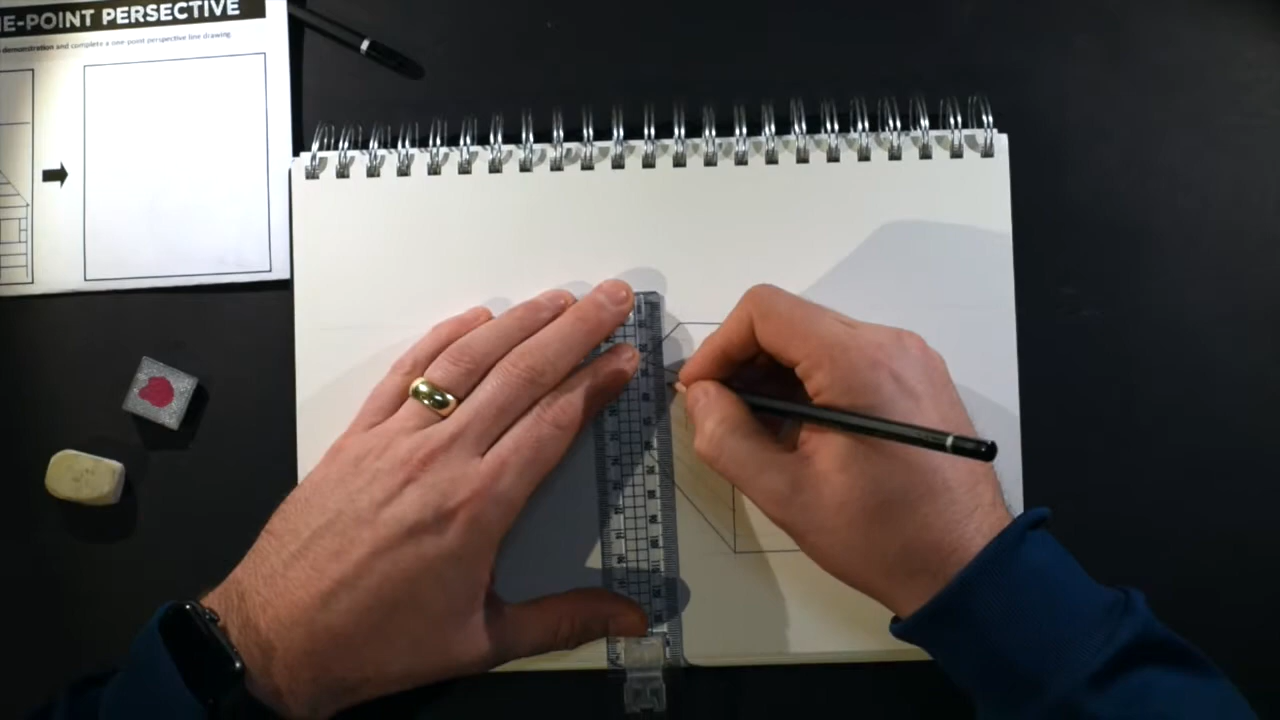 E-POINT PERSECTIVE
demonstration and complete a one-point perspective line drawing.